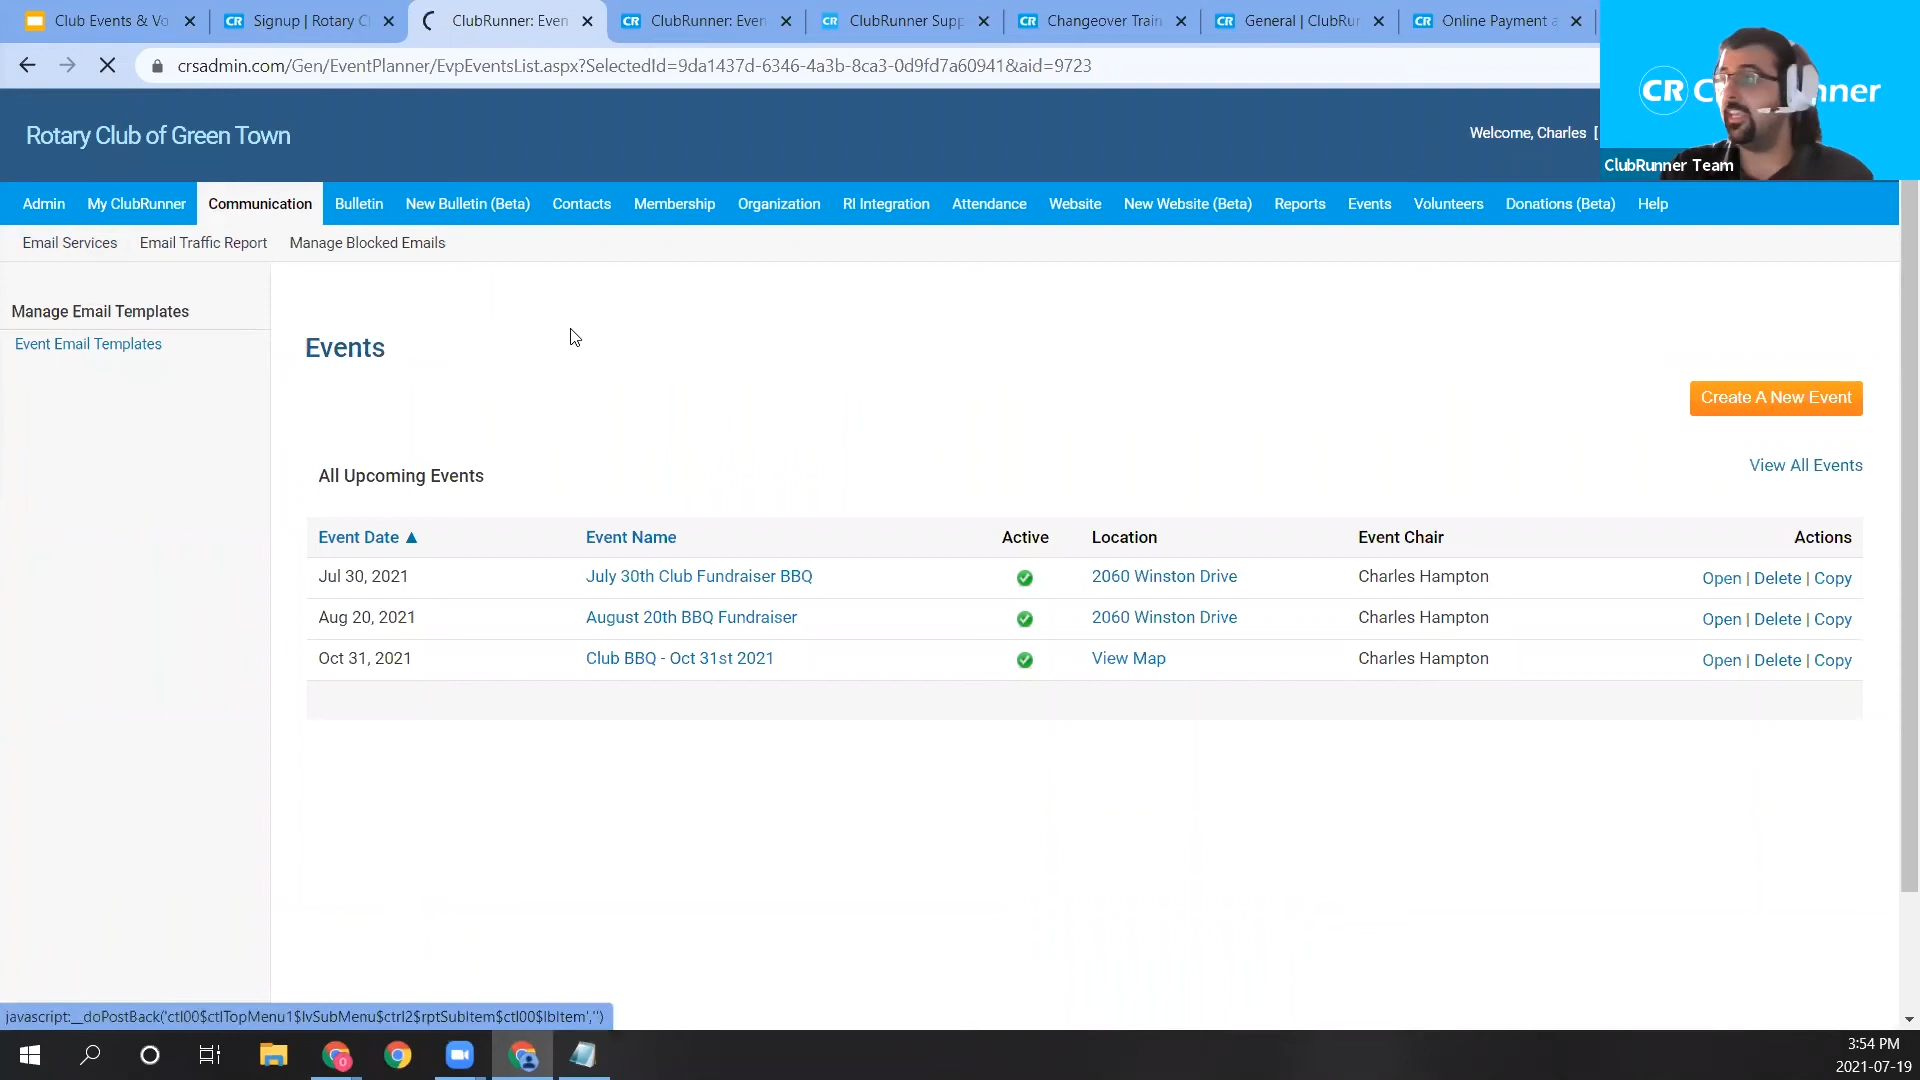 Club Events & Vo
Signup | Rotary C
ClubRunner: Even
ClubRunner: Even
ClubRunner Supp
Changeover Train
General | ClubRu
Online Payment a
crsadmin.com/Gen/EventPlanner/EvpEventsList.aspx?SelectedId=9da1437d-6346-4a3b-8ca3-0d9fd7a60941&aid=9723
Rotary Club of Green Town
Welcome, Charles [
CR C nner
ClubRunner Team
Admin My ClubRunner Communication Bulletin New Bulletin (Beta) Contacts Membership Organization RI Integration Attendance Website New Website (Beta) Reports Events Volunteers Donations (Beta) Help
Email Services Email Traffic Report Manage Blocked Emails
Manage Email Templates
Event Email Templates
Events
Create A New Event
All Upcoming Events
View All Events
Event Date ▲ Event Name Active Location Event Chair Actions
Jul 30, 2021 July 30th Club Fundraiser BBQ 2060 Winston Drive Charles Hampton Open | Delete | Copy
Aug 20, 2021 August 20th BBQ Fundraiser 2060 Winston Drive Charles Hampton Open | Delete | Copy
Oct 31, 2021 Club BBQ - Oct 31st 2021 View Map Charles Hampton Open | Delete | Copy
javascript:__doPostBack('ctl00$ctlTopMenu1$lvSubMenu$ctrl2$rptSubItem$ctl00$lbItem','')
3:54 PM
2021-07-19